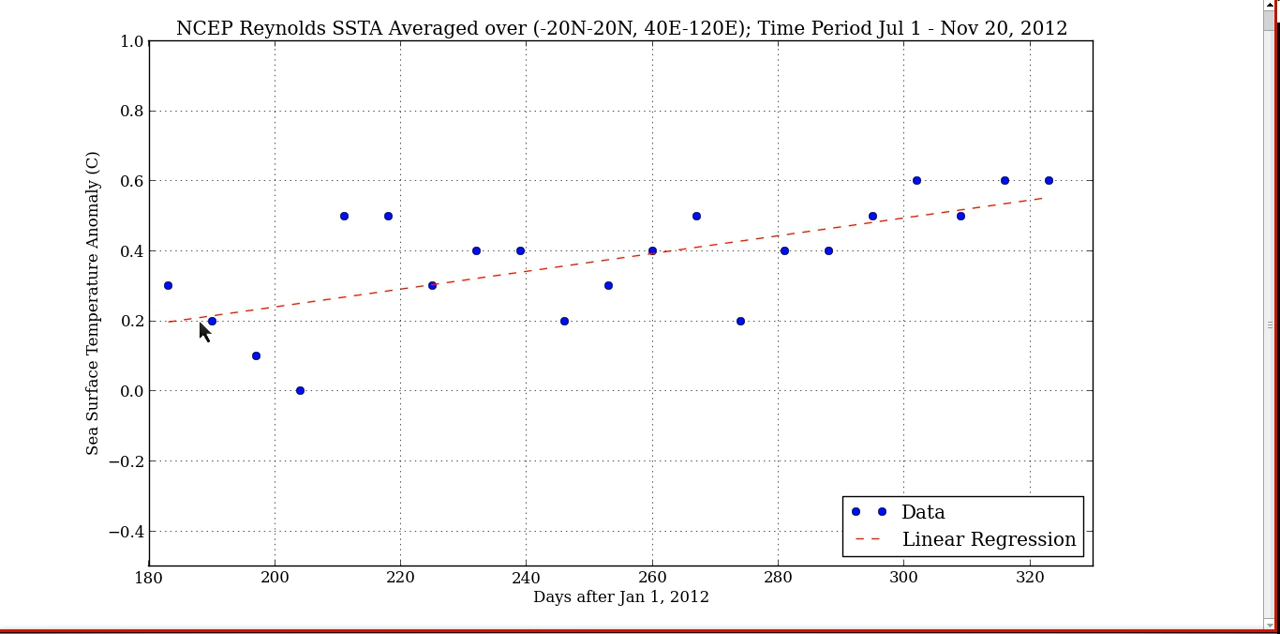 NCEP Reynolds SSTA Averaged over (-20N-20N, 40E-120E); Time Period Jul 1 - Nov 20, 2012
1.0
0.8
0.6
0.4
0.2
0.0
−0.2
−0.4
Sea Surface Temperature Anomaly (C)
Data
Linear Regression
180 200 220 240 260 280 300 320
Days after Jan 1, 2012